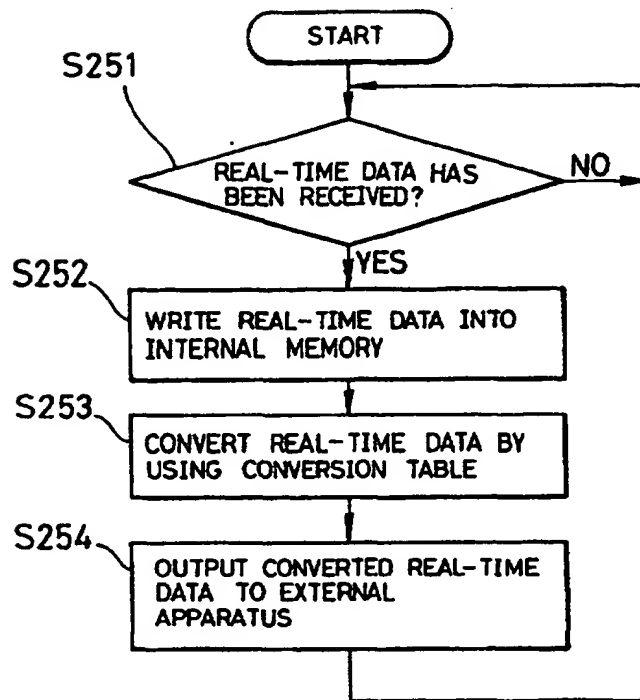 START
S251
REAL-TIME DATA HAS
BEEN RECEIVED?
NO
YES
S252
WRITE REAL-TIME DATA INTO
INTERNAL MEMORY
S253
CONVERT REAL-TIME DATA BY
USING CONVERSION TABLE
S254
OUTPUT CONVERTED REAL-TIME
DATA TO EXTERNAL
APPARATUS